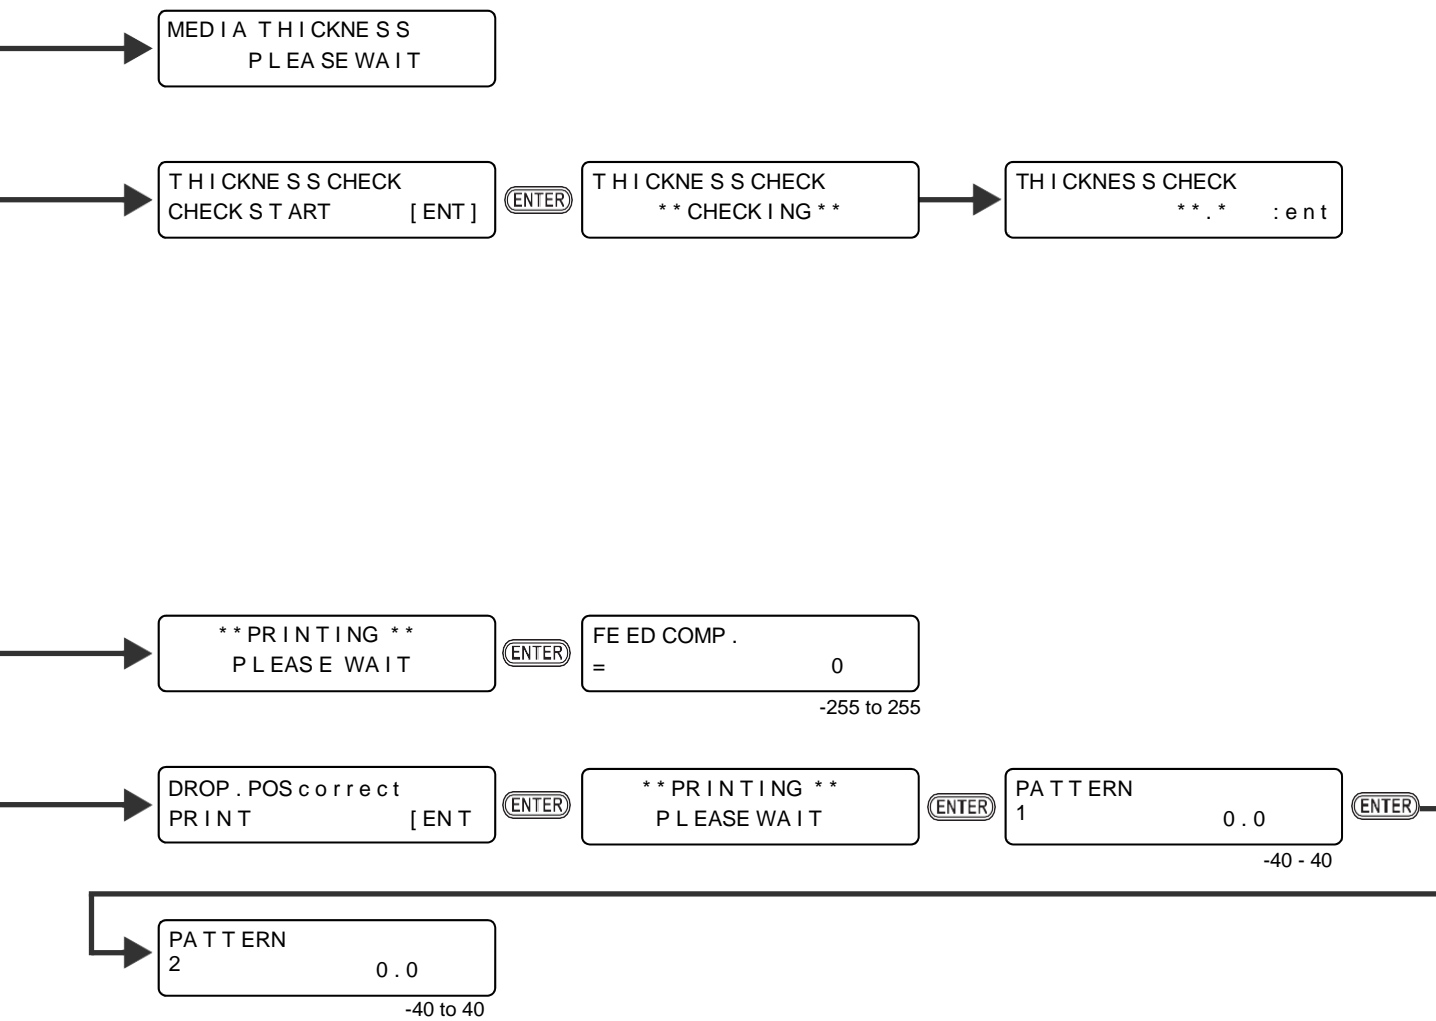 MEDIA THICKNESS
PLEASE WAIT
THICKNESS CHECK
CHECK START [ENT]
ENTER
THICKNESS CHECK
**CHECKING**
THICKNESS CHECK
**.* :ent
**PRINTING **
PLEASE WAIT
ENTER
FEED COMP.
= 0
-255 to 255
DROP.POScorrect
PRINT [ENT
ENTER
**PRINTING **
PLEASE WAIT
ENTER
PATTERN
1 0.0
-40 - 40
ENTER
PATTERN
2 0.0
-40 to 40